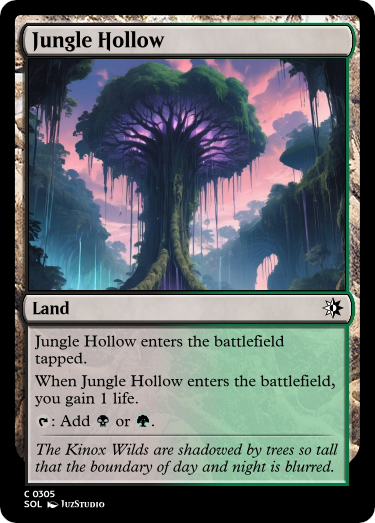 Jungle Hollow
Land
Jungle Hollow enters the battlefield
tapped.
When Jungle Hollow enters the battlefield,
you gain 1 life.
: Add or .
The Kinox Wilds are shadowed by trees so tall
that the boundary of day and night is blurred.
C 0305
SOL JuzStudio